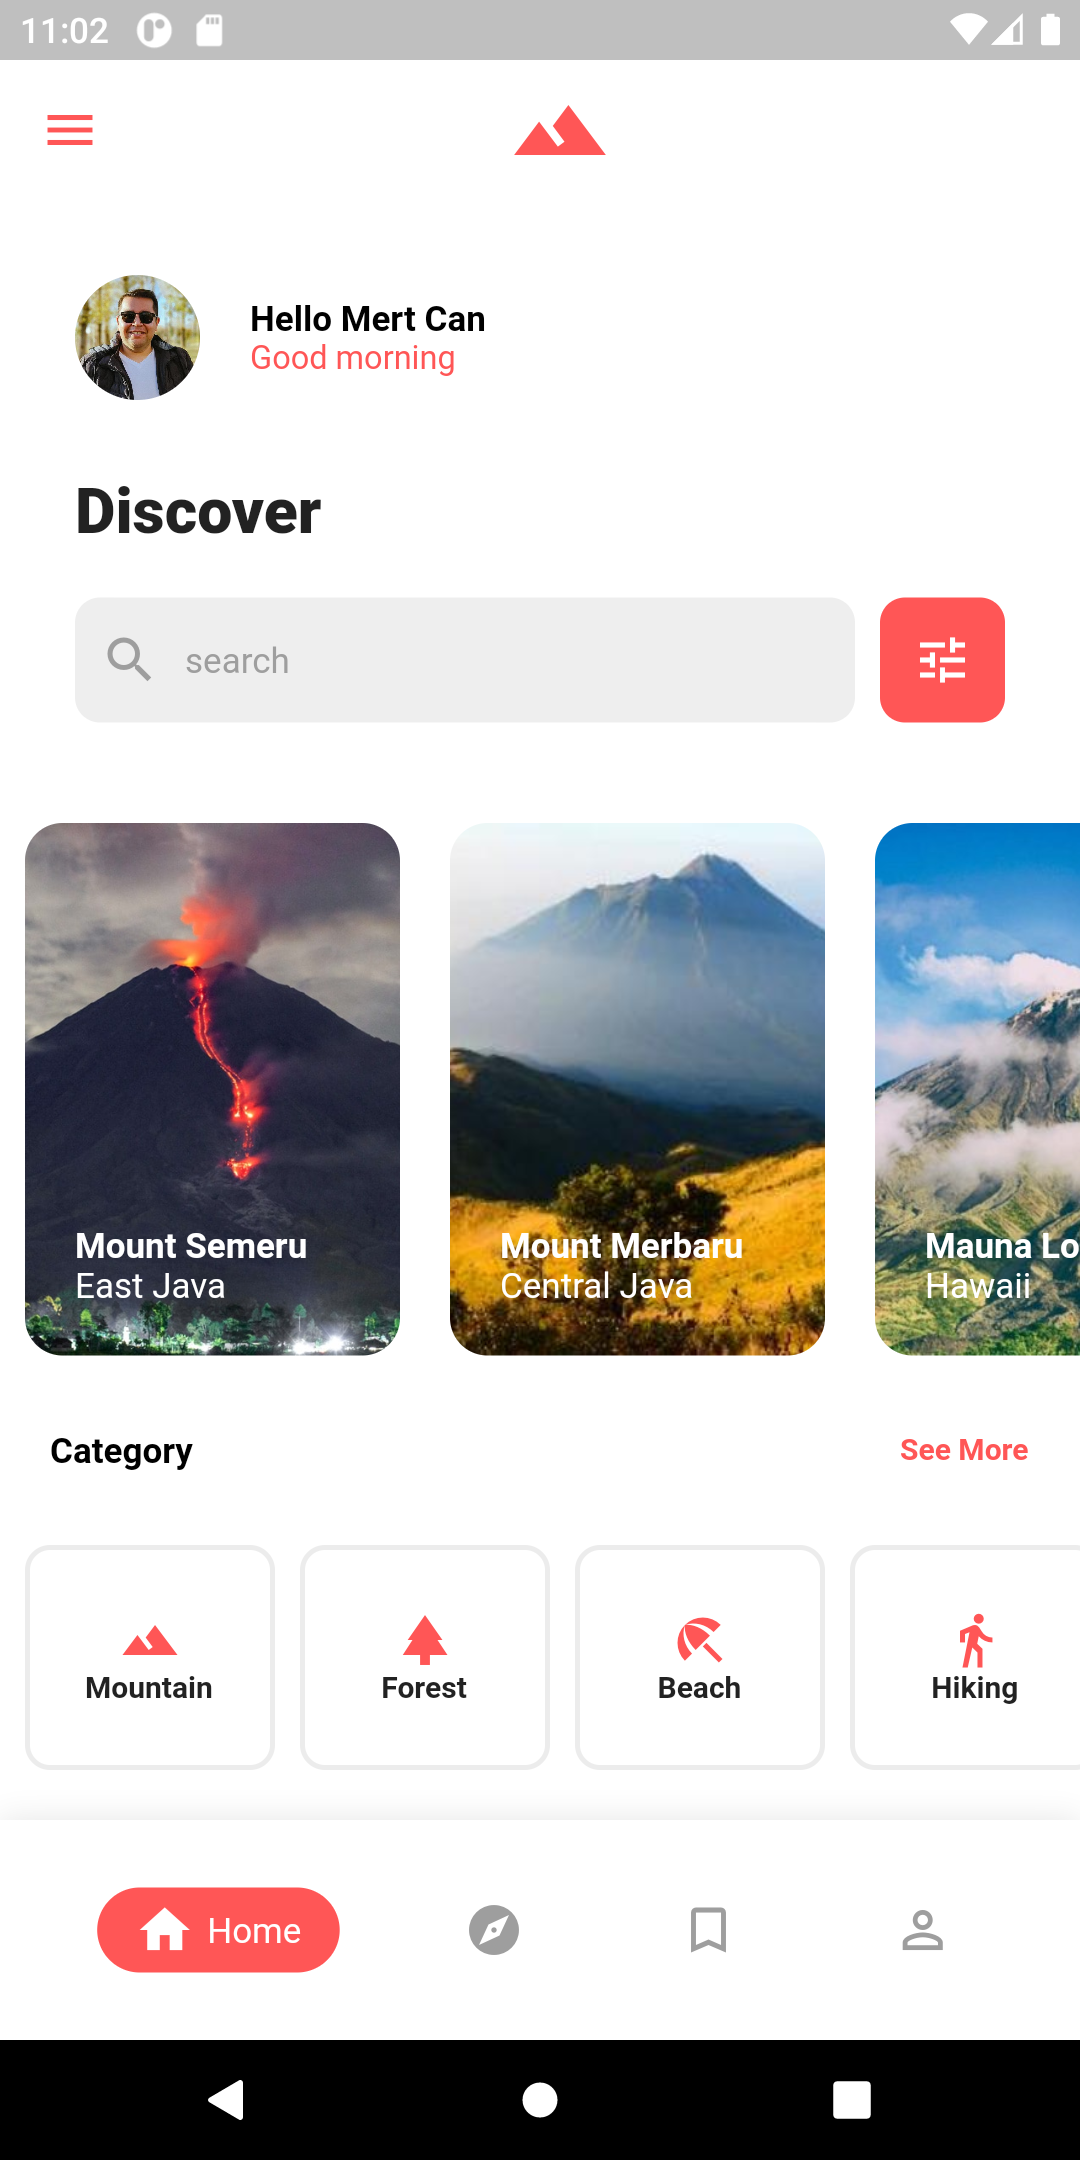 11:02
Hello Mert Can
Good morning
Discover
search
Mount Semeru
East Java
Mount Merbaru
Central Java
Mauna Lo
Hawaii
Category
See More
Mountain
Forest
Beach
Hiking
Home